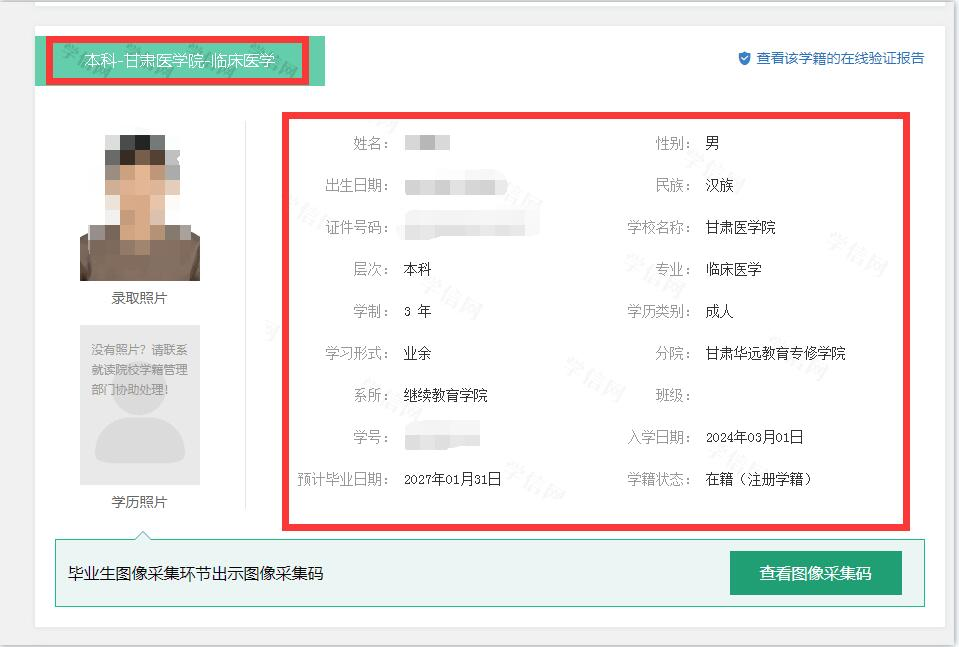 本科-甘肃医学院-临床医学
查看该学籍的在线验证报告
姓名：
性别： 男
出生日期：
民族： 汉族
证件号码：
学校名称： 甘肃医学院
层次： 本科
专业： 临床医学
学制： 3 年
学历类别： 成人
学习形式： 业余
分院： 甘肃华远教育专修学院
系所： 继续教育学院
班级：
学号：
入学日期： 2024年03月01日
预计毕业日期： 2027年01月31日
学籍状态： 在籍（注册学籍）
录取照片
没有照片？请联系
就读院校学籍管理
部门协助处理！
学历照片
毕业生图像采集环节出示图像采集码
查看图像采集码
学信网